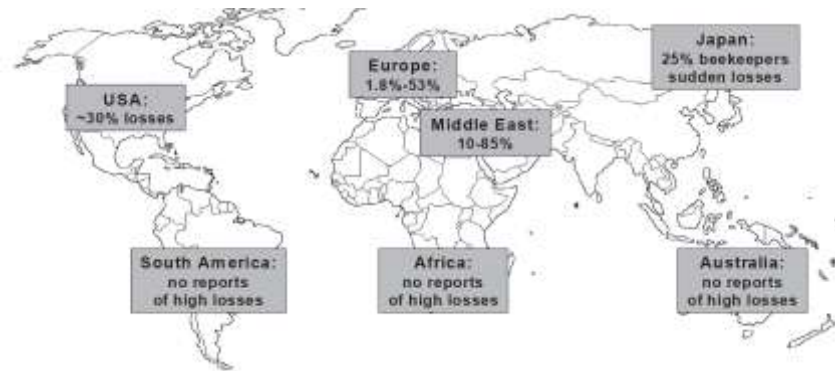 Japan:
25% beekeepers
sudden losses
Europe:
1.8%-53%
USA:
~30% losses
Middle East:
10-85%
South America:
no reports
of high losses
Africa:
no reports
of high losses
Australia:
no reports
of high losses